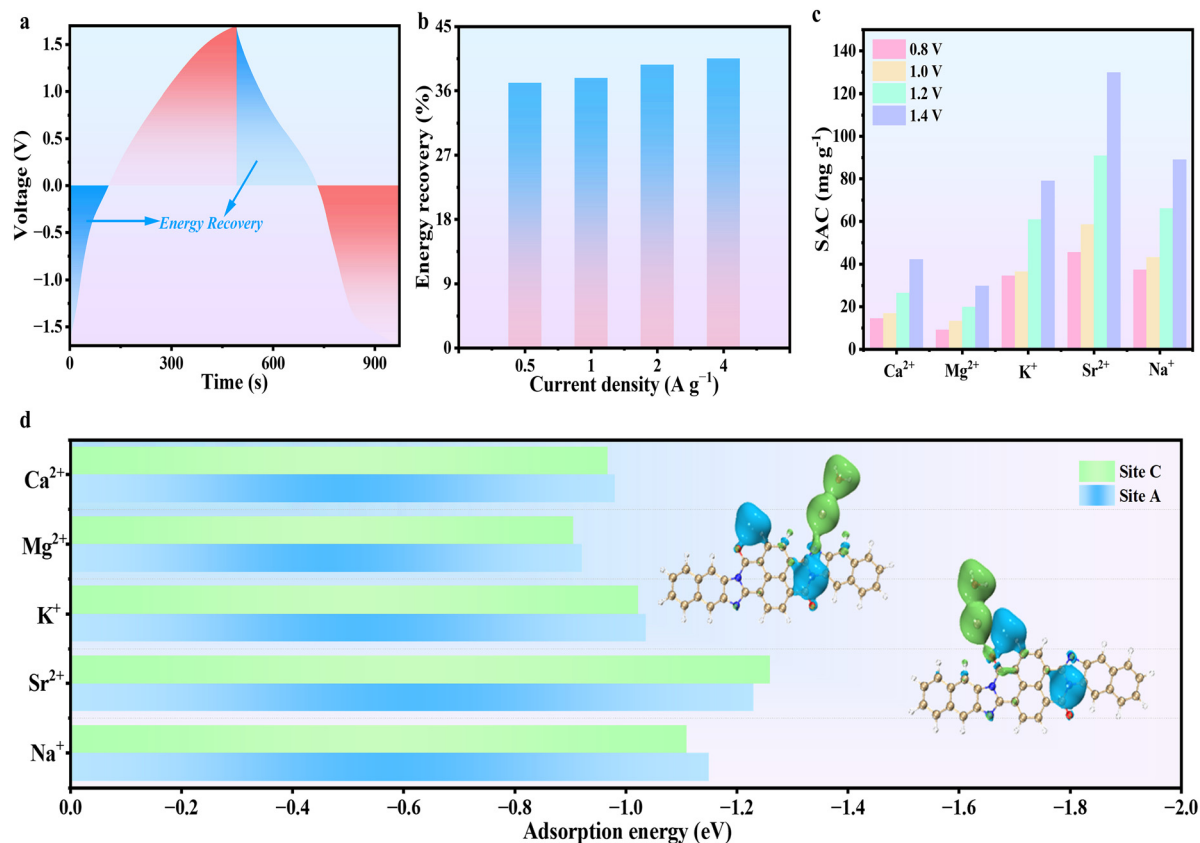 a
Voltage (V)
1.5
1.0
0.5
0.0
−0.5
−1.0
−1.5
Energy Recovery
0
300
600
900
Time (s)
b
Energy recovery (%)
45
36
27
18
9
0
0.5
1
2
4
Current density (A g⁻¹)
c
SAC (mg g⁻¹)
140
120
100
80
60
40
20
0
0.8 V
1.0 V
1.2 V
1.4 V
Ca²⁺
Mg²⁺
K⁺
Sr²⁺
Na⁺
d
Ca²⁺
Mg²⁺
K⁺
Sr²⁺
Na⁺
Site C
Site A
0.0
−0.2
−0.4
−0.6
−0.8
−1.0
−1.2
−1.4
−1.6
−1.8
−2.0
Adsorption energy (eV)